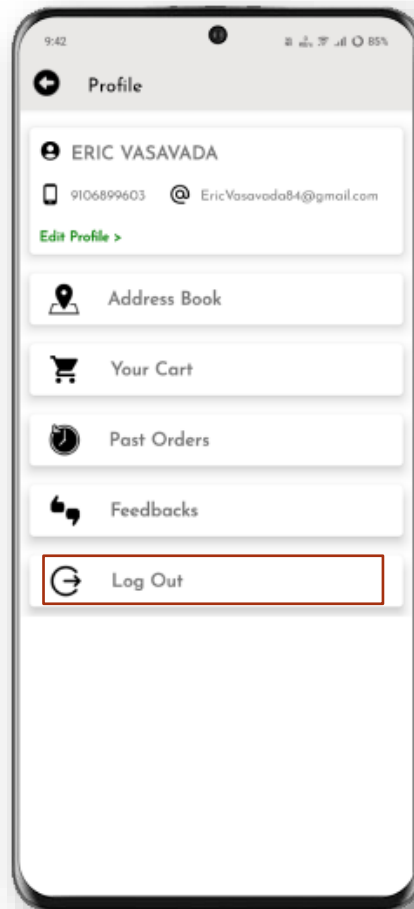 9:42 85%
Profile
ERIC VASAVADA
9106899603 EricVasavada84@gmail.com
Edit Profile >
Address Book
Your Cart
Past Orders
Feedbacks
Log Out